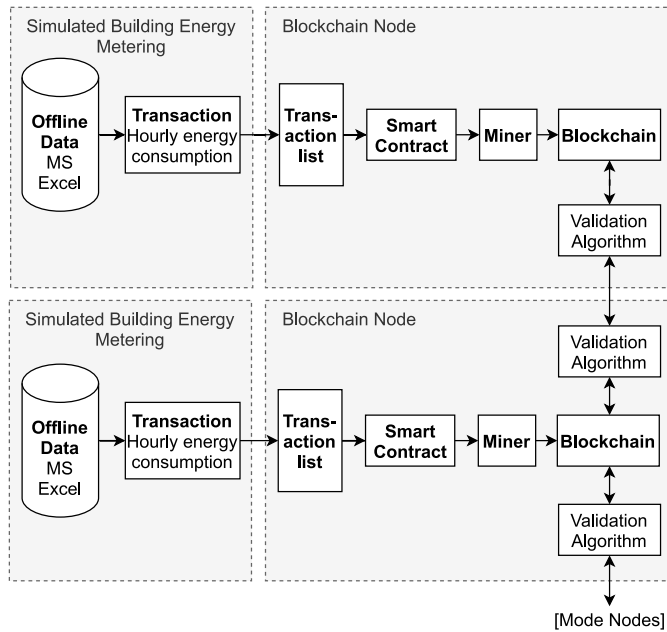 Simulated Building Energy
Metering
Blockchain Node
Offline
Data
MS
Excel
Transaction
Hourly energy
consumption
Trans-
action
list
Smart
Contract
Miner
Blockchain
Validation
Algorithm
Simulated Building Energy
Metering
Blockchain Node
Validation
Algorithm
Offline
Data
MS
Excel
Transaction
Hourly energy
consumption
Trans-
action
list
Smart
Contract
Miner
Blockchain
Validation
Algorithm
[Mode Nodes]